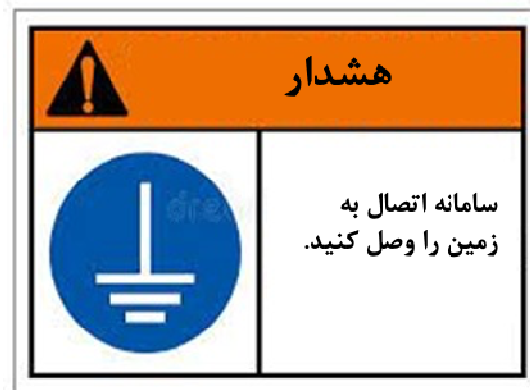 هشدار
سامانه اتصال به
زمین را وصل کنید.